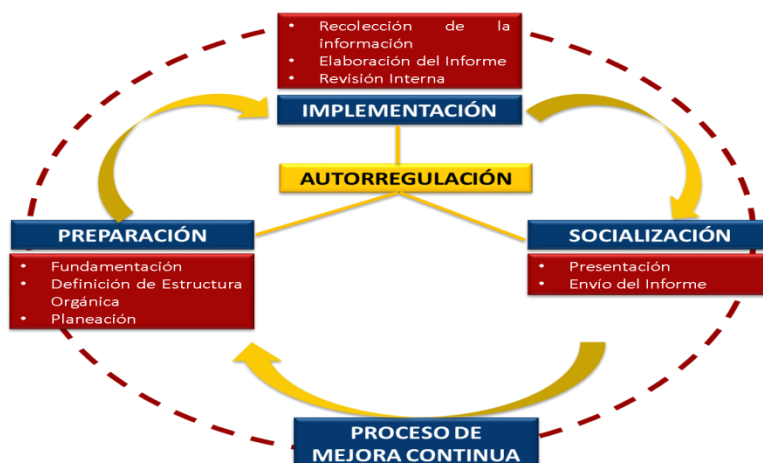 • Recolección de la
información
• Elaboración del Informe
• Revisión Interna
IMPLEMENTACIÓN
AUTORREGULACIÓN
PREPARACIÓN
• Fundamentación
• Definición de Estructura
Orgánica
• Planeación
SOCIALIZACIÓN
• Presentación
• Envío del Informe
PROCESO DE
MEJORA CONTINUA